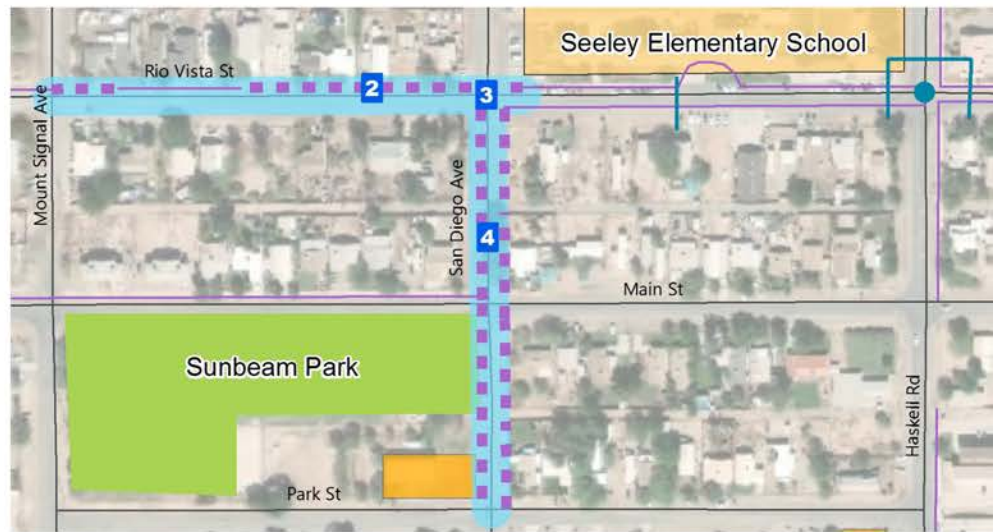 Seeley Elementary School
Rio Vista St
2
3
Mount Signal Ave
San Diego Ave
4
Main St
Sunbeam Park
Haskell Rd
Park St